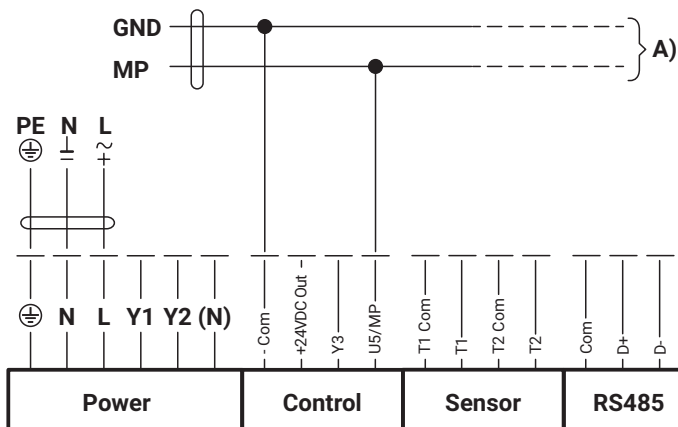 GND
MP
A)
PE N L
N L Y1 Y2 (N)
- Com
+24VDC Out
Y3
U5/MP
T1 Com
T1
T2 Com
T2
Com
D+
D-
Power Control Sensor RS485